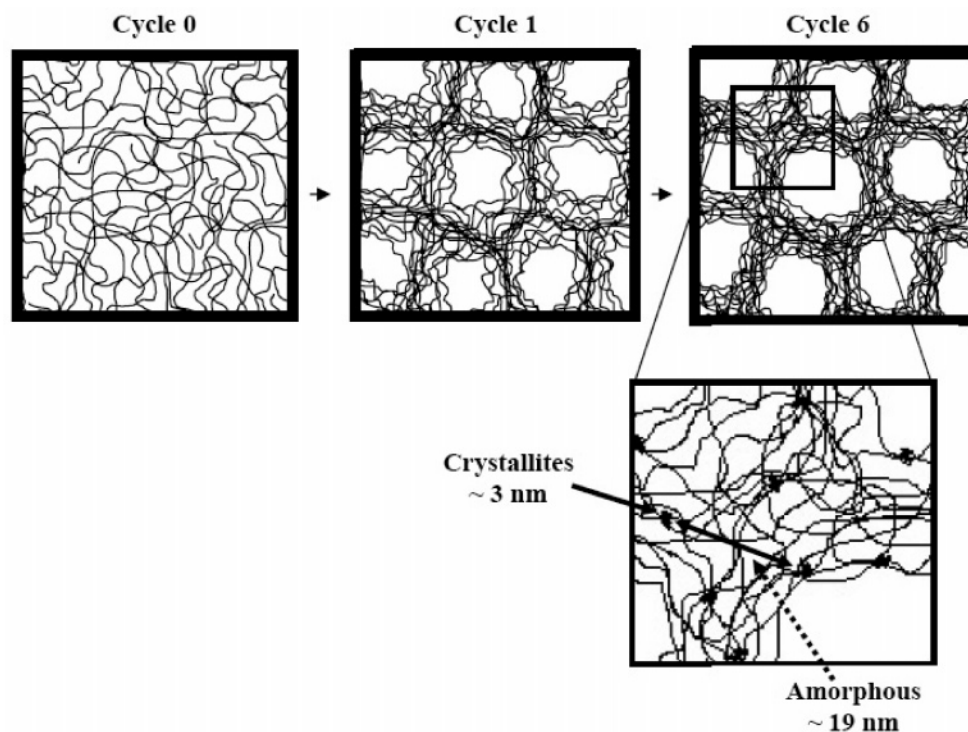 Cycle 0
Cycle 1
Cycle 6
Crystallites
~ 3 nm
Amorphous
~ 19 nm